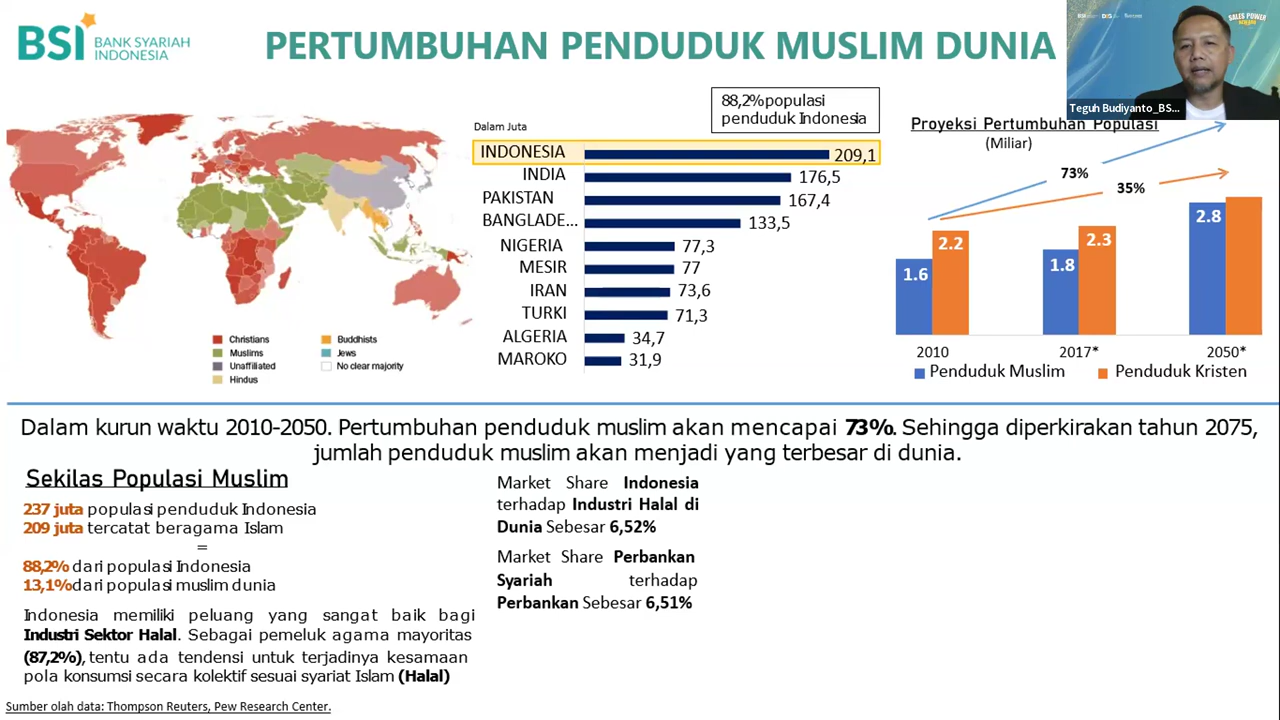 BSI BANK SYARIAH
INDONESIA
PERTUMBUHAN PENDUDUK MUSLIM DUNIA
SALES POWER
Teguh Budiyanto_BS...
Christians
Muslims
Unaffiliated
Hindus
Buddhists
Jews
No clear majority
Dalam Juta
88,2% populasi
penduduk Indonesia
INDONESIA 209,1
INDIA 176,5
PAKISTAN 167,4
BANGLADE... 133,5
NIGERIA 77,3
MESIR 77
IRAN 73,6
TURKI 71,3
ALGERIA 34,7
MAROKO 31,9
Proyeksi Pertumbuhan Populasi
(Miliar)
73%
35%
1.6 2.2
1.8 2.3
2.8
2010 2017* 2050*
Penduduk Muslim Penduduk Kristen
Dalam kurun waktu 2010-2050. Pertumbuhan penduduk muslim akan mencapai 73%. Sehingga diperkirakan tahun 2075,
jumlah penduduk muslim akan menjadi yang terbesar di dunia.
Sekilas Populasi Muslim
237 juta populasi penduduk Indonesia
209 juta tercatat beragama Islam
=
88,2% dari populasi Indonesia
13,1% dari populasi muslim dunia
Indonesia memiliki peluang yang sangat baik bagi
Industri Sektor Halal. Sebagai pemeluk agama mayoritas
(87,2%), tentu ada tendensi untuk terjadinya kesamaan
pola konsumsi secara kolektif sesuai syariat Islam (Halal)
Market Share Indonesia
terhadap Industri Halal di
Dunia Sebesar 6,52%
Market Share Perbankan
Syariah terhadap
Perbankan Sebesar 6,51%
Sumber olah data: Thompson Reuters, Pew Research Center.